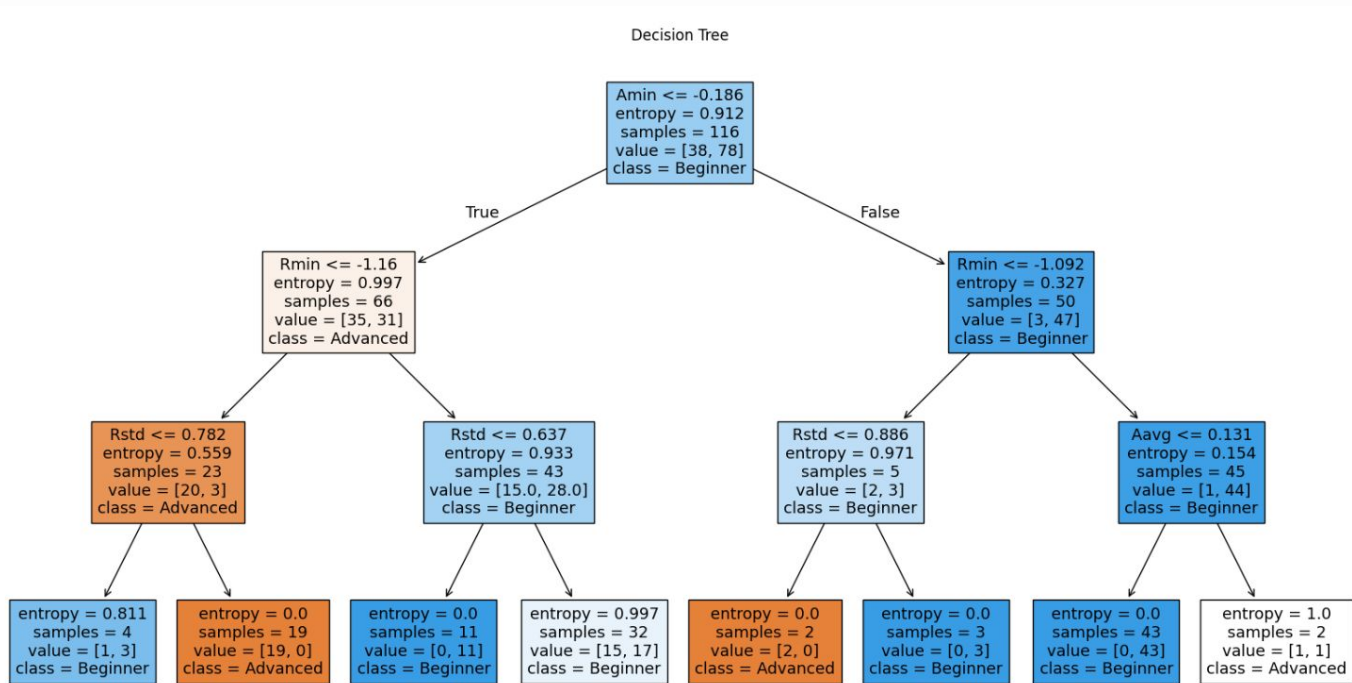 Decision Tree
Amin <= -0.186
entropy = 0.912
samples = 116
value = [38, 78]
class = Beginner
True
False
Rmin <= -1.16
entropy = 0.997
samples = 66
value = [35, 31]
class = Advanced
Rmin <= -1.092
entropy = 0.327
samples = 50
value = [3, 47]
class = Beginner
Rstd <= 0.782
entropy = 0.559
samples = 23
value = [20, 3]
class = Advanced
Rstd <= 0.637
entropy = 0.933
samples = 43
value = [15.0, 28.0]
class = Beginner
Rstd <= 0.886
entropy = 0.971
samples = 5
value = [2, 3]
class = Beginner
Aavg <= 0.131
entropy = 0.154
samples = 45
value = [1, 44]
class = Beginner
entropy = 0.811
samples = 4
value = [1, 3]
class = Beginner
entropy = 0.0
samples = 19
value = [19, 0]
class = Advanced
entropy = 0.0
samples = 11
value = [0, 11]
class = Beginner
entropy = 0.997
samples = 32
value = [15, 17]
class = Beginner
entropy = 0.0
samples = 2
value = [2, 0]
class = Advanced
entropy = 0.0
samples = 3
value = [0, 3]
class = Beginner
entropy = 0.0
samples = 43
value = [0, 43]
class = Beginner
entropy = 1.0
samples = 2
value = [1, 1]
class = Advanced